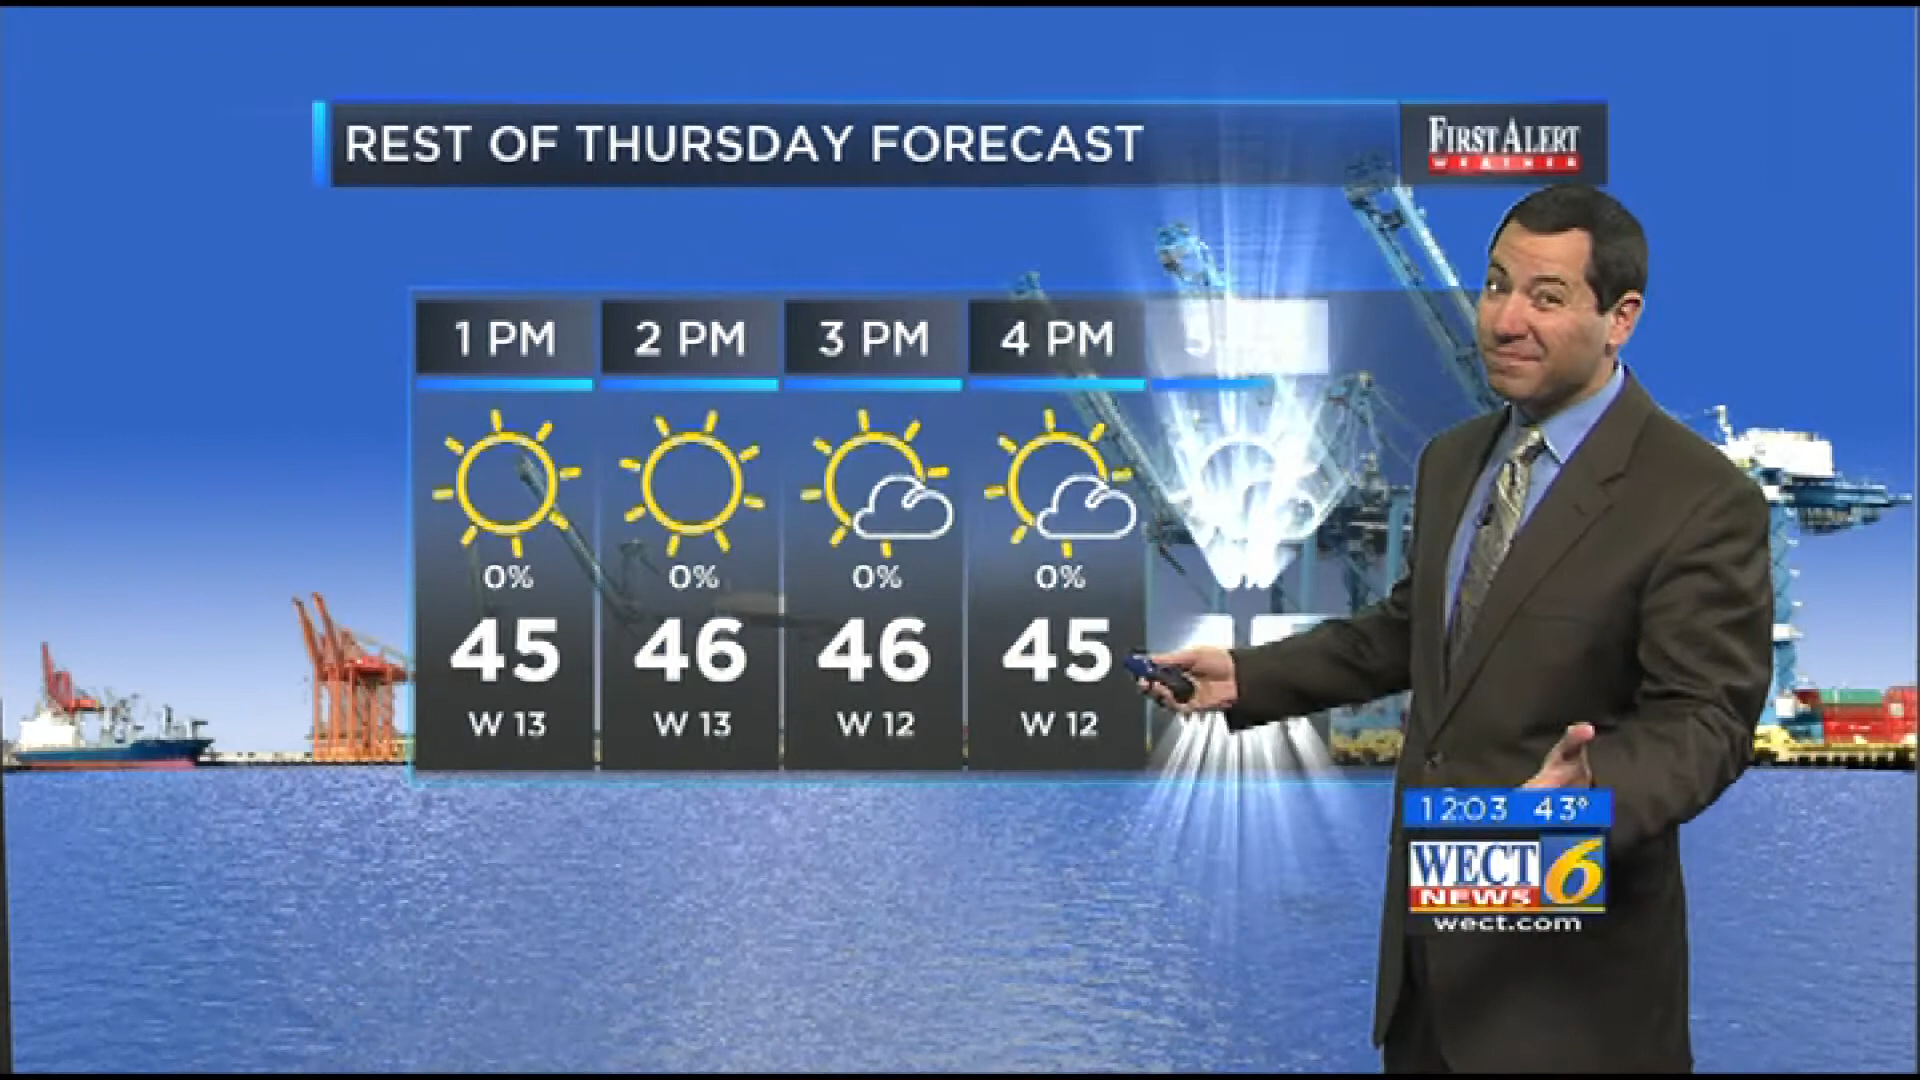 REST OF THURSDAY FORECAST
FIRST ALERT
WEATHER
1 PM 2 PM 3 PM 4 PM
0% 0% 0% 0%
45 46 46 45
W 13 W 13 W 12 W 12
12:03 43°
WECT 6
NEWS
wect.com